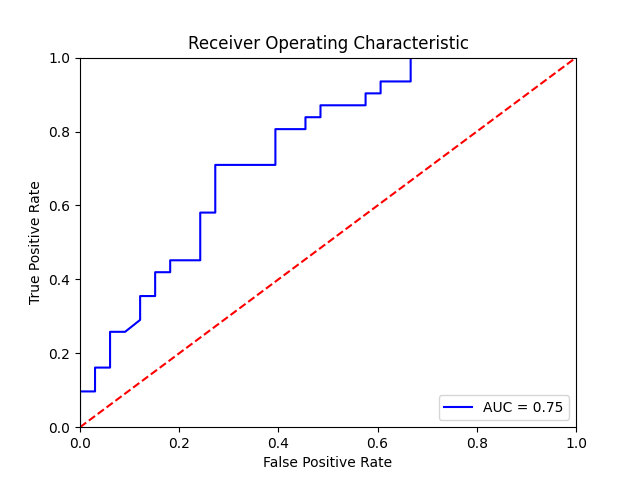 Receiver Operating Characteristic
1.0
0.8
0.6
0.4
0.2
0.0
True Positive Rate
AUC = 0.75
0.0 0.2 0.4 0.6 0.8 1.0
False Positive Rate